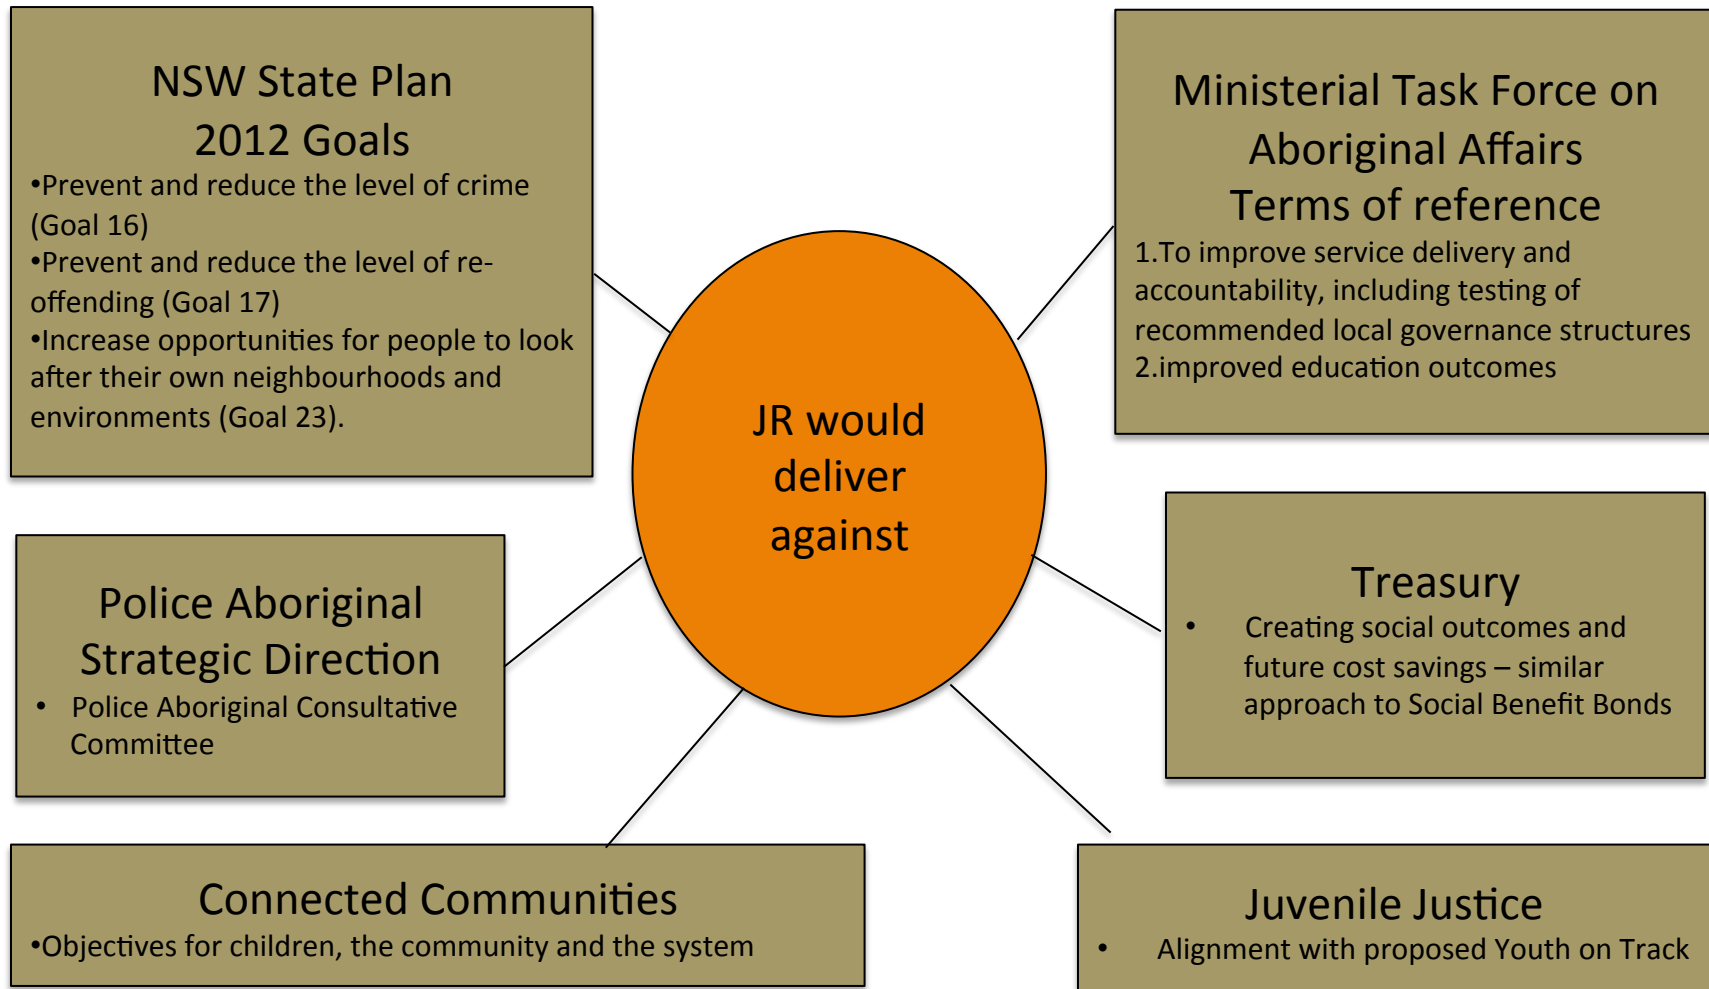 NSW State Plan
2012 Goals
•Prevent and reduce the level of crime
(Goal 16)
•Prevent and reduce the level of re-
offending (Goal 17)
•Increase opportunities for people to look
after their own neighbourhoods and
environments (Goal 23).
Ministerial Task Force on
Aboriginal Affairs
Terms of reference
1.To improve service delivery and
accountability, including testing of
recommended local governance structures
2.improved education outcomes
JR would
deliver
against
Police Aboriginal
Strategic Direction
• Police Aboriginal Consultative
Committee
Treasury
• Creating social outcomes and
future cost savings – similar
approach to Social Benefit Bonds
Connected Communities
•Objectives for children, the community and the system
Juvenile Justice
• Alignment with proposed Youth on Track